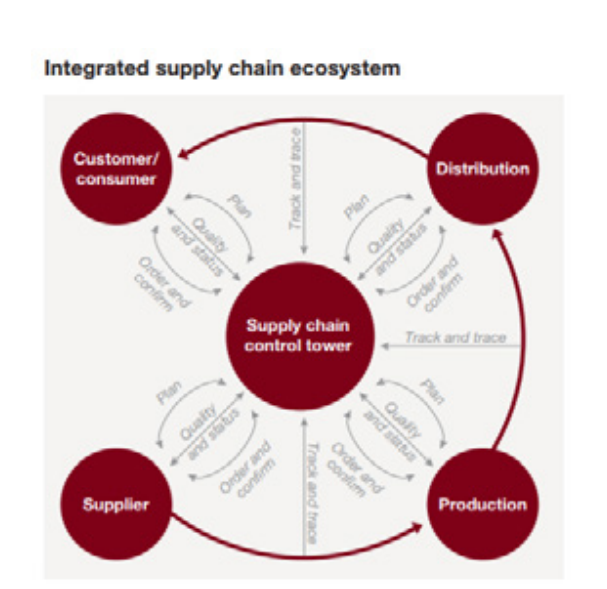 Integrated supply chain ecosystem
Customer/
consumer
Distribution
Track and trace
Plan
Quality
and status
Order and
confirm
Plan
Quality
and status
Order and
confirm
Supply chain
control tower
Track and trace
Plan
Quality
and status
Order and
confirm
Plan
Quality
and status
Order and
confirm
Track and trace
Supplier
Production